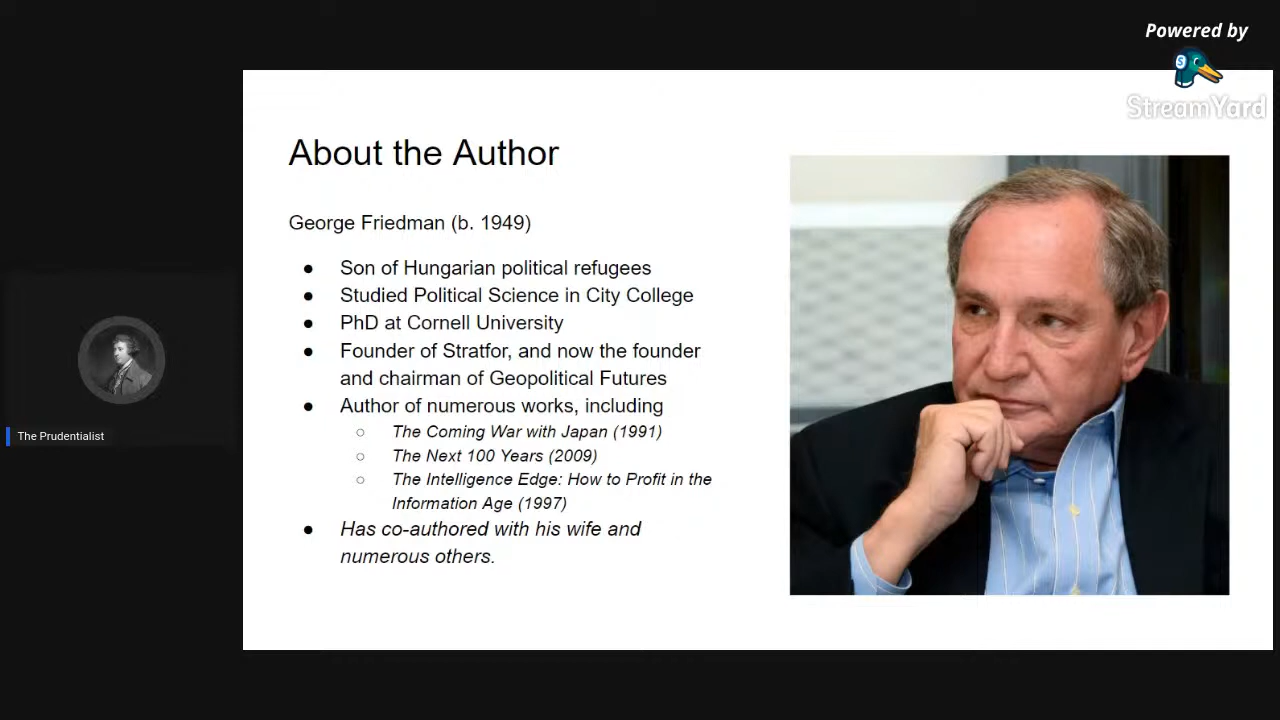 Powered by
StreamYard
About the Author
George Friedman (b. 1949)
● Son of Hungarian political refugees
● Studied Political Science in City College
● PhD at Cornell University
● Founder of Stratfor, and now the founder
and chairman of Geopolitical Futures
● Author of numerous works, including
○ The Coming War with Japan (1991)
○ The Next 100 Years (2009)
○ The Intelligence Edge: How to Profit in the
Information Age (1997)
● Has co-authored with his wife and
numerous others.
The Prudentialist